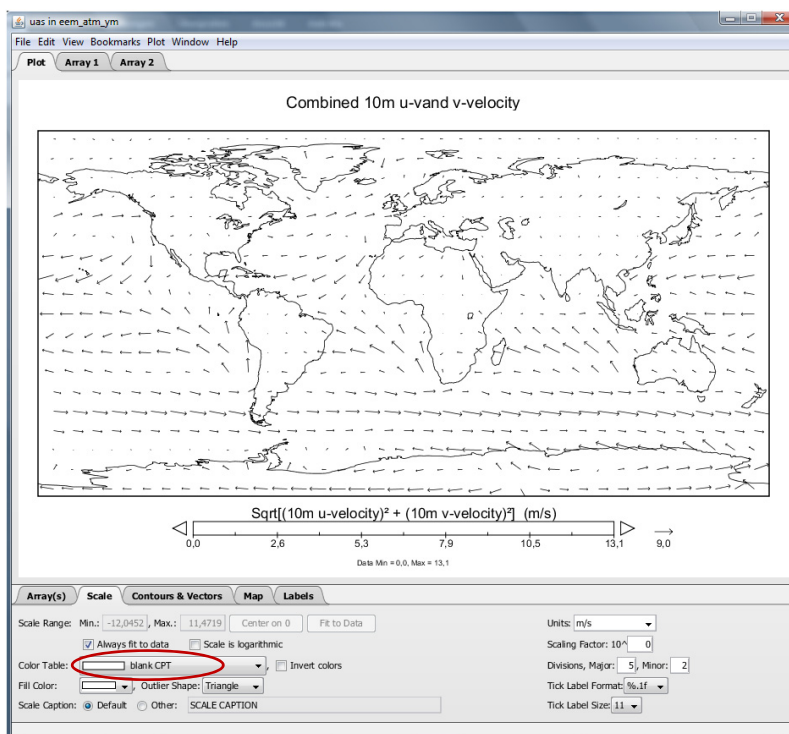 uas in eem_atm_ym
File Edit View Bookmarks Plot Window Help
Plot Array 1 Array 2
Combined 10m u-vand v-velocity
Sqrt[(10m u-velocity)² + (10m v-velocity)²] (m/s)
0,0 2,6 5,3 7,9 10,5 13,1 9,0
Data Min = 0,0, Max = 13,1
Array(s) Scale Contours & Vectors Map Labels
Scale Range: Min.: -12,0452 , Max.: 11,4719 Center on 0 Fit to Data Units: m/s
Always fit to data Scale is logarithmic Scaling Factor: 10^ 0
Color Table: blank CPT , Invert colors Divisions, Major: 5 , Minor: 2
Fill Color: , Outlier Shape: Triangle Tick Label Format: %.1f
Scale Caption: Default Other: SCALE CAPTION Tick Label Size: 11